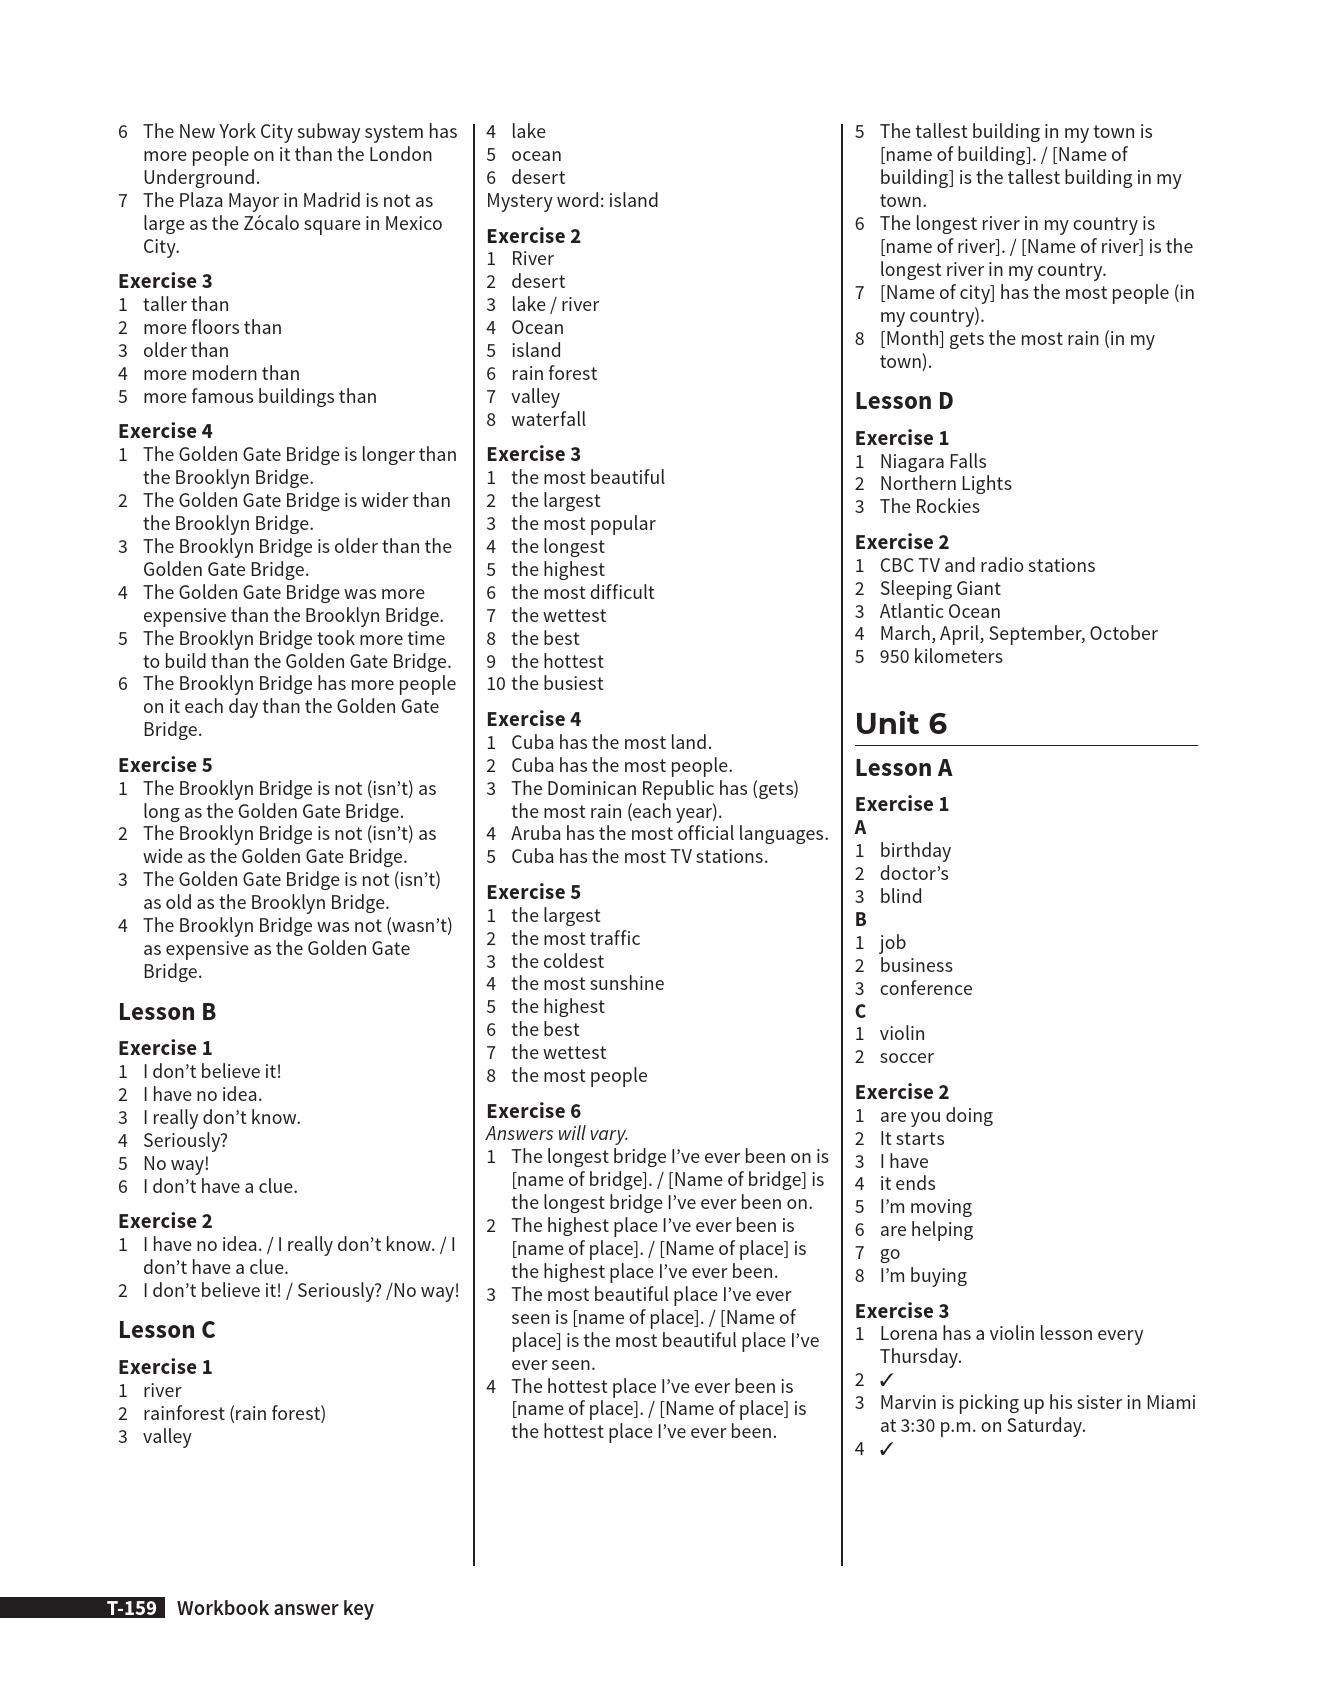 6 The New York City subway system has
more people on it than the London
Underground.
7 The Plaza Mayor in Madrid is not as
large as the Zócalo square in Mexico
City.
Exercise 3
1 taller than
2 more floors than
3 older than
4 more modern than
5 more famous buildings than
Exercise 4
1 The Golden Gate Bridge is longer than
the Brooklyn Bridge.
2 The Golden Gate Bridge is wider than
the Brooklyn Bridge.
3 The Brooklyn Bridge is older than the
Golden Gate Bridge.
4 The Golden Gate Bridge was more
expensive than the Brooklyn Bridge.
5 The Brooklyn Bridge took more time
to build than the Golden Gate Bridge.
6 The Brooklyn Bridge has more people
on it each day than the Golden Gate
Bridge.
Exercise 5
1 The Brooklyn Bridge is not (isn’t) as
long as the Golden Gate Bridge.
2 The Brooklyn Bridge is not (isn’t) as
wide as the Golden Gate Bridge.
3 The Golden Gate Bridge is not (isn’t)
as old as the Brooklyn Bridge.
4 The Brooklyn Bridge was not (wasn’t)
as expensive as the Golden Gate
Bridge.
Lesson B
Exercise 1
1 I don’t believe it!
2 I have no idea.
3 I really don’t know.
4 Seriously?
5 No way!
6 I don’t have a clue.
Exercise 2
1 I have no idea. / I really don’t know. / I
don’t have a clue.
2 I don’t believe it! / Seriously? /No way!
Lesson C
Exercise 1
1 river
2 rainforest (rain forest)
3 valley
4 lake
5 ocean
6 desert
Mystery word: island
Exercise 2
1 River
2 desert
3 lake / river
4 Ocean
5 island
6 rain forest
7 valley
8 waterfall
Exercise 3
1 the most beautiful
2 the largest
3 the most popular
4 the longest
5 the highest
6 the most difficult
7 the wettest
8 the best
9 the hottest
10 the busiest
Exercise 4
1 Cuba has the most land.
2 Cuba has the most people.
3 The Dominican Republic has (gets)
the most rain (each year).
4 Aruba has the most official languages.
5 Cuba has the most TV stations.
Exercise 5
1 the largest
2 the most traffic
3 the coldest
4 the most sunshine
5 the highest
6 the best
7 the wettest
8 the most people
Exercise 6
Answers will vary.
1 The longest bridge I’ve ever been on is
[name of bridge]. / [Name of bridge] is
the longest bridge I’ve ever been on.
2 The highest place I’ve ever been is
[name of place]. / [Name of place] is
the highest place I’ve ever been.
3 The most beautiful place I’ve ever
seen is [name of place]. / [Name of
place] is the most beautiful place I’ve
ever seen.
4 The hottest place I’ve ever been is
[name of place]. / [Name of place] is
the hottest place I’ve ever been.
5 The tallest building in my town is
[name of building]. / [Name of
building] is the tallest building in my
town.
6 The longest river in my country is
[name of river]. / [Name of river] is the
longest river in my country.
7 [Name of city] has the most people (in
my country).
8 [Month] gets the most rain (in my
town).
Lesson D
Exercise 1
1 Niagara Falls
2 Northern Lights
3 The Rockies
Exercise 2
1 CBC TV and radio stations
2 Sleeping Giant
3 Atlantic Ocean
4 March, April, September, October
5 950 kilometers
Unit 6
Lesson A
Exercise 1
A
1 birthday
2 doctor’s
3 blind
B
1 job
2 business
3 conference
C
1 violin
2 soccer
Exercise 2
1 are you doing
2 It starts
3 I have
4 it ends
5 I’m moving
6 are helping
7 go
8 I’m buying
Exercise 3
1 Lorena has a violin lesson every
Thursday.
2 ✓
3 Marvin is picking up his sister in Miami
at 3:30 p.m. on Saturday.
4 ✓
T-159 Workbook answer key